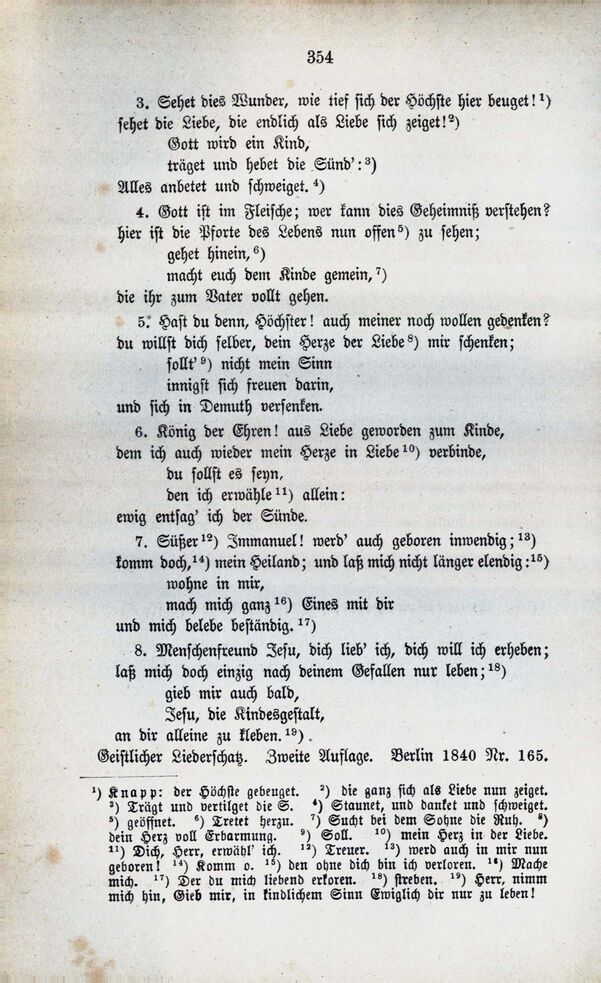 354
3. Sehet dies Wunder, wie tief sich der Höchste hier beuget!¹)
sehet die Liebe, die endlich als Liebe sich zeiget!²)
Gott wird ein Kind,
träget und hebet die Sünd’:³)
Alles anbetet und schweiget.⁴)
4. Gott ist im Fleische; wer kann dies Geheimniß verstehen?
hier ist die Pforte des Lebens nun offen⁵) zu sehen;
gehet hinein,⁶)
macht euch dem Kinde gemein,⁷)
die ihr zum Vater vollt gehen.
5. Hast du denn, Höchster! auch meiner noch wollen gedenken?
du willst dich selber, dein Herze der Liebe⁸) mir schenken;
sollt’⁹) nicht mein Sinn
innigst sich freuen darin,
und sich in Demuth versenken.
6. König der Ehren! aus Liebe geworden zum Kinde,
dem ich auch wieder mein Herze in Liebe¹⁰) verbinde,
du sollst es seyn,
den ich erwähle¹¹) allein:
ewig entsag’ ich der Sünde.
7. Süßer¹²) Immanuel! werd’ auch geboren inwendig;¹³)
komm doch,¹⁴) mein Heiland; und laß mich nicht länger elendig:¹⁵)
wohne in mir,
mach mich ganz¹⁶) Eines mit dir
und mich belebe beständig.¹⁷)
8. Menschenfreund Jesu, dich lieb’ ich, dich will ich erheben;
laß mich doch einzig nach deinem Gefallen nur leben;¹⁸)
gieb mir auch bald,
Jesu, die Kindesgestalt,
an dir alleine zu kleben.¹⁹)
Geistlicher Liederschatz. Zweite Auflage. Berlin 1840 Nr. 165.
¹) Knapp: der Höchste gebeuget. ²) die ganz sich als Liebe nun zeiget.
³) Trägt und vertilget die S. ⁴) Staunet, und danket und schweiget.
⁵) geöffnet. ⁶) Tretet herzu. ⁷) Sucht bei dem Sohne die Ruh. ⁸)
dein Herz voll Erbarmung. ⁹) Soll. ¹⁰) mein Herz in der Liebe.
¹¹) Dich, Herr, erwähl’ ich. ¹²) Treuer. ¹³) werd auch in mir nun
geboren! ¹⁴) Komm o. ¹⁵) den ohne dich bin ich verloren. ¹⁶) Mache
mich. ¹⁷) Der du mich liebend erkoren. ¹⁸) streben. ¹⁹) Herr, nimm
mich hin, Gieb mir, in kindlichem Sinn Ewiglich dir nur zu leben!